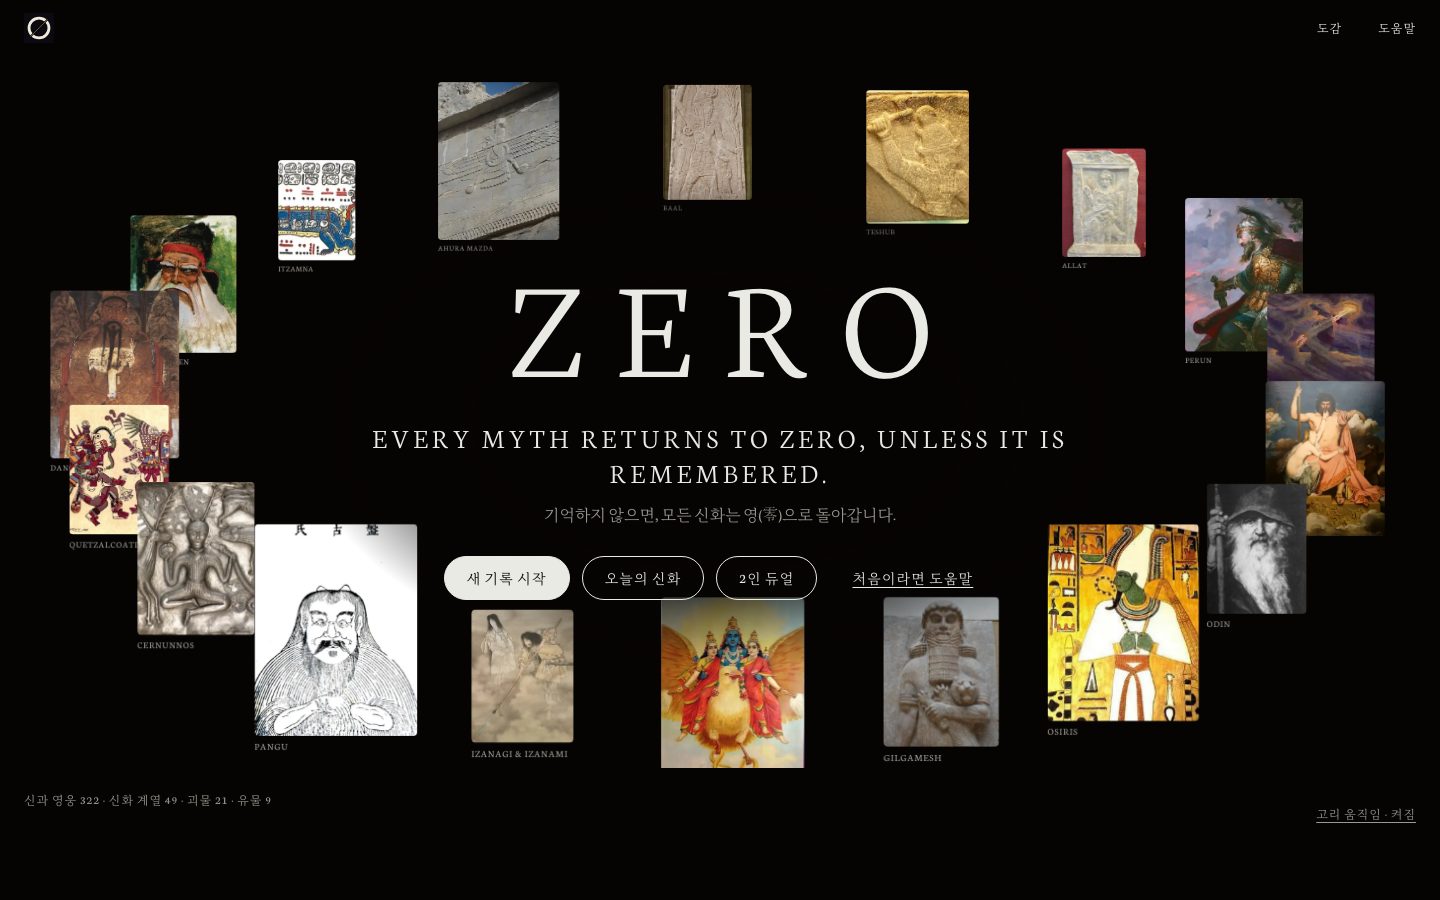 도감
도움말
BAAL
TESHUB
AHURA MAZDA
ITZAMNA
ALLAT
PERUN
ZERO
EVERY MYTH RETURNS TO ZERO, UNLESS IT IS
REMEMBERED.
기억하지 않으면, 모든 신화는 영(零)으로 돌아갑니다.
새 기록 시작
오늘의 신화
2인 듀얼
처음이라면 도움말
QUETZALCOAT
CERNUNNOS
氏 古 盤
PANGU
IZANAGI & IZANAMI
GILGAMESH
OSIRIS
ODIN
신과 영웅 322 · 신화 계열 49 · 괴물 21 · 유물 9
고리 움직임 · 켜짐